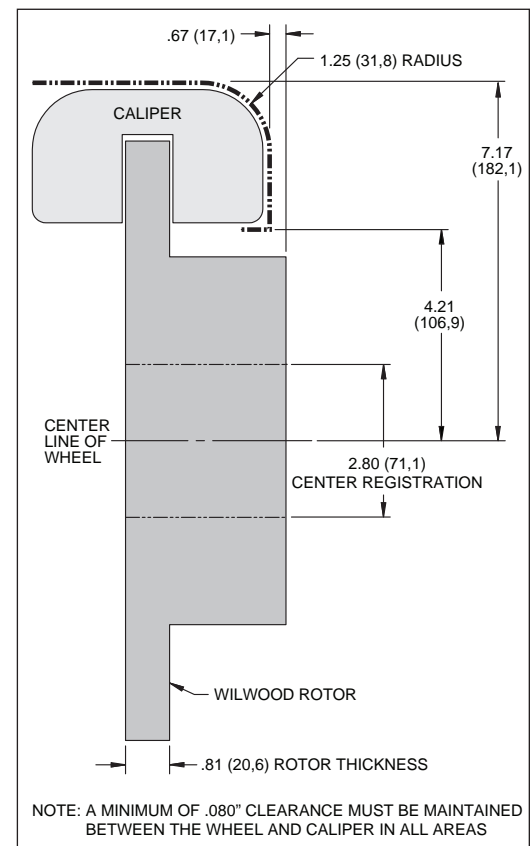 .67 (17,1)
1.25 (31,8) RADIUS
CALIPER
7.17
(182,1)
4.21
(106,9)
CENTER
LINE OF
WHEEL
2.80 (71,1)
CENTER REGISTRATION
WILWOOD ROTOR
.81 (20,6) ROTOR THICKNESS
NOTE: A MINIMUM OF .080" CLEARANCE MUST BE MAINTAINED
BETWEEN THE WHEEL AND CALIPER IN ALL AREAS